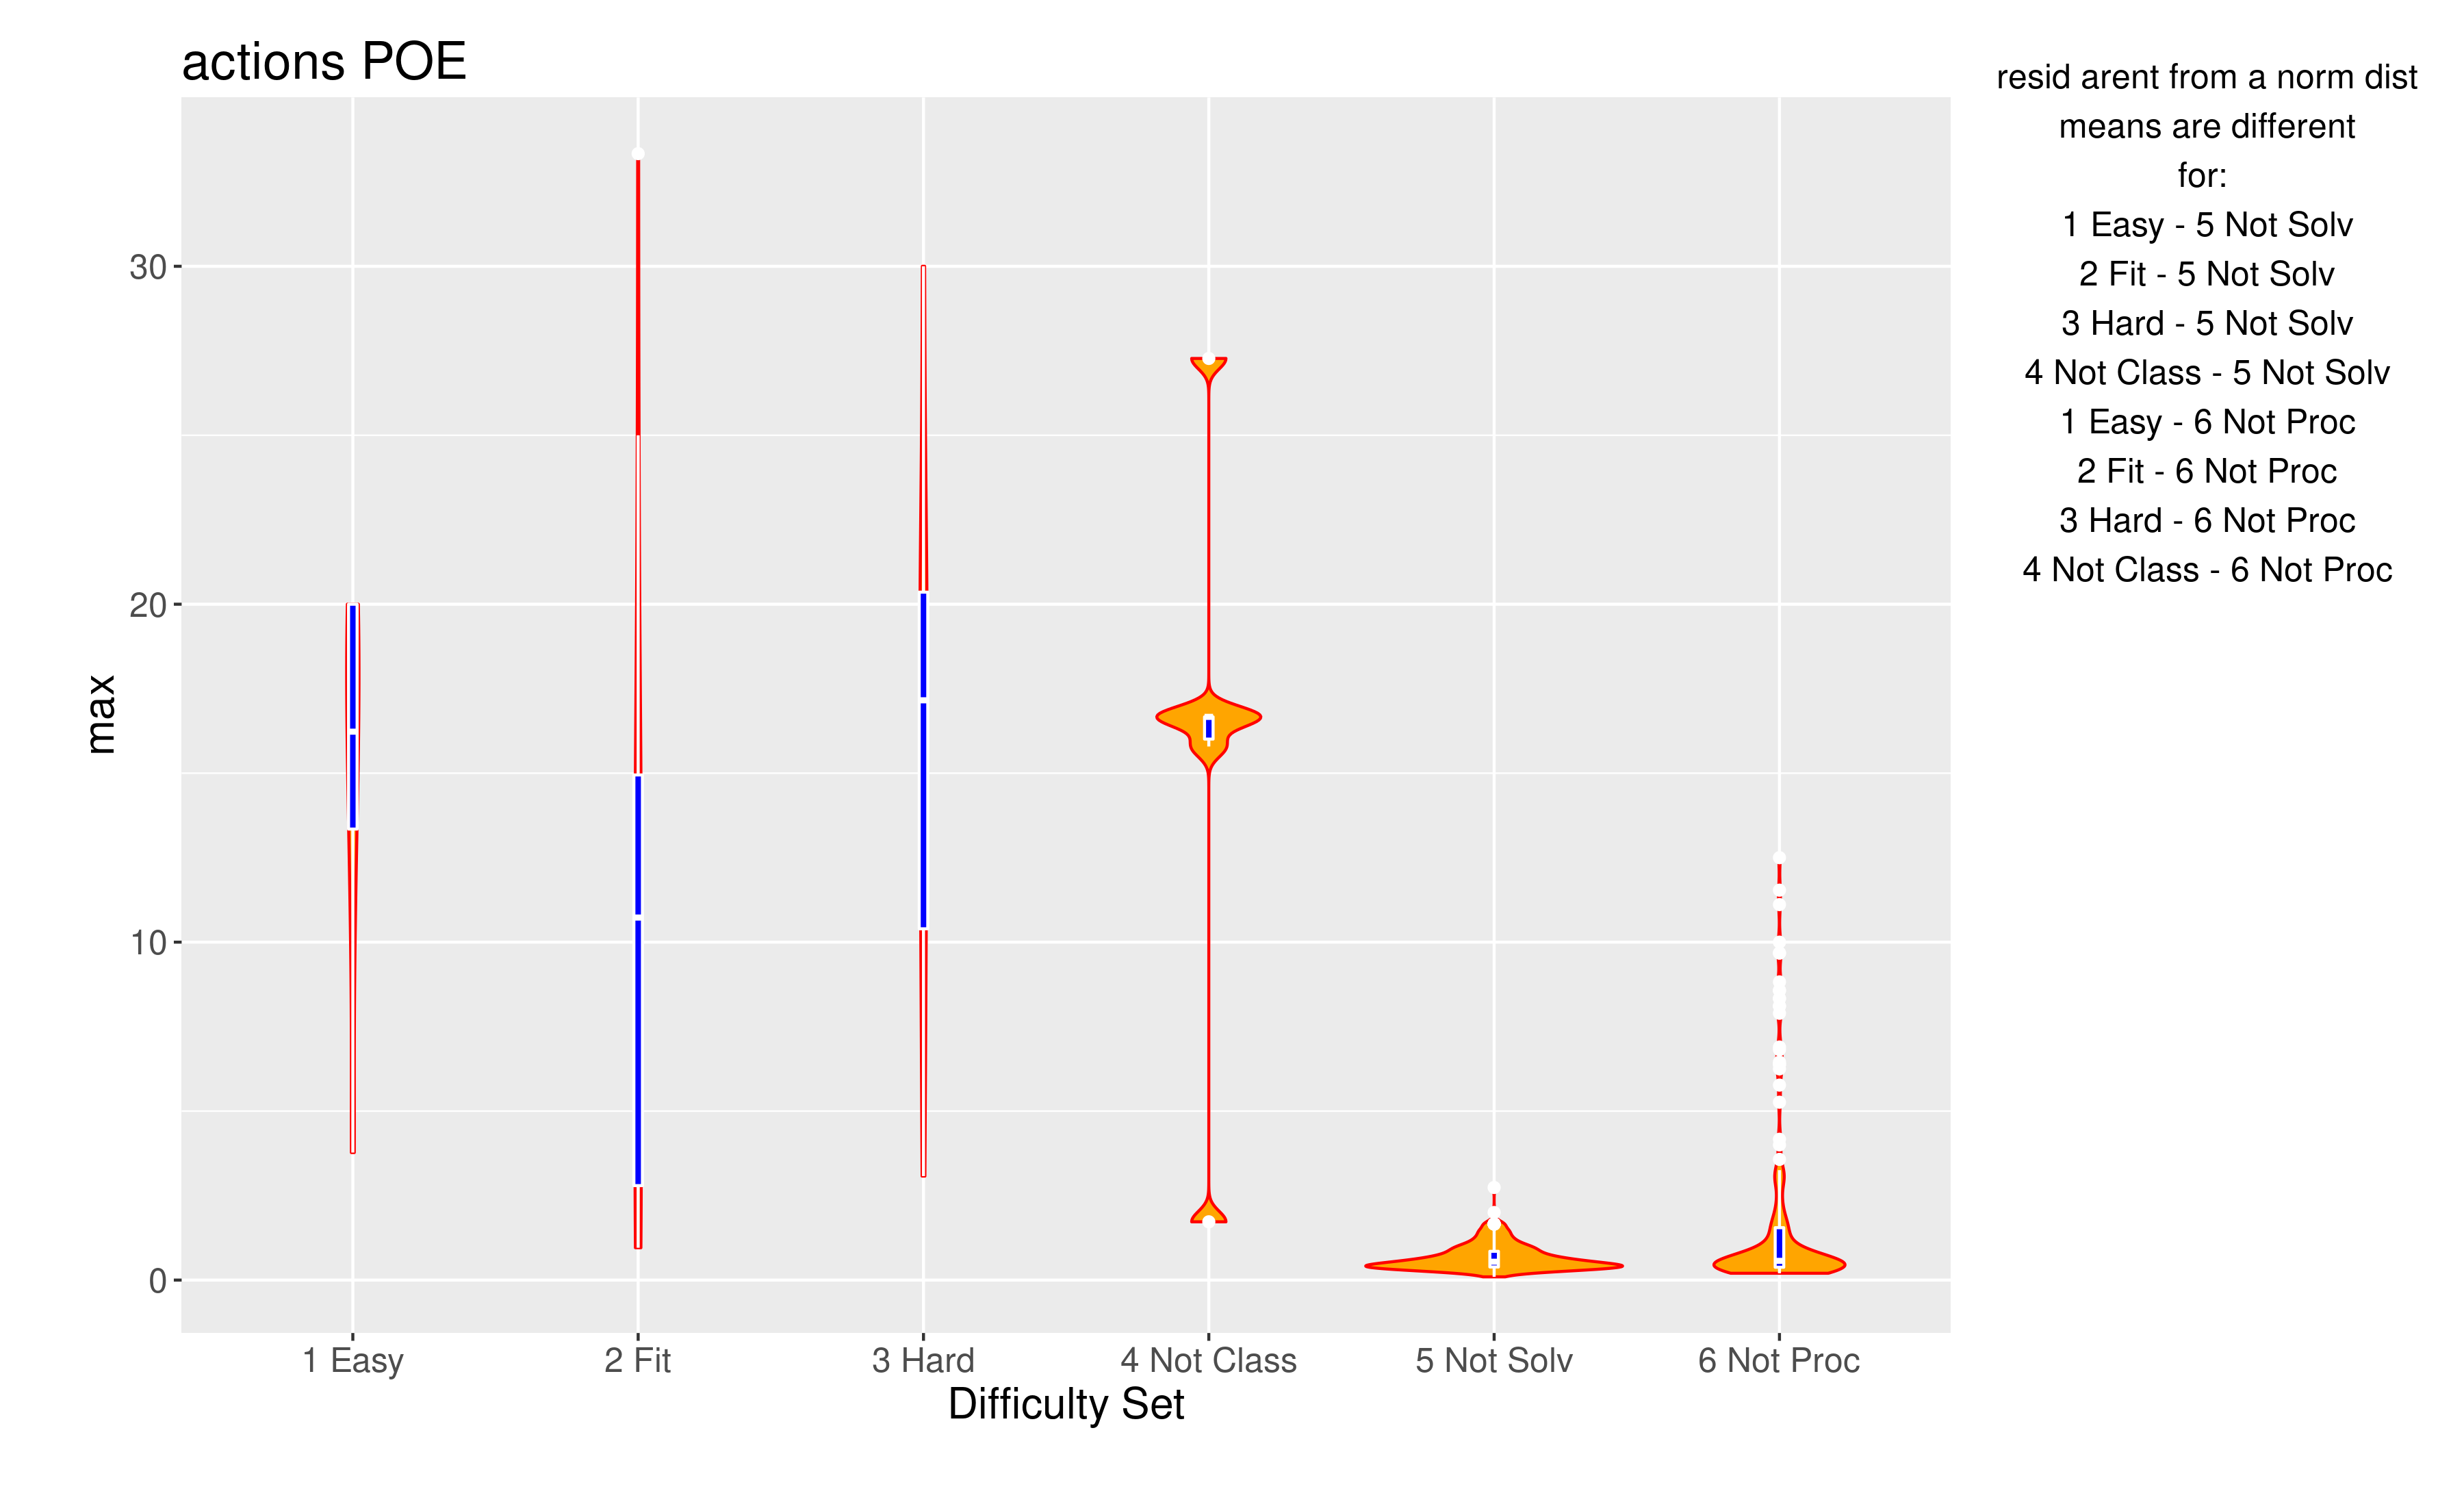 actions POE
resid arent from a norm dist
means are different
for:
1 Easy - 5 Not Solv
2 Fit - 5 Not Solv
3 Hard - 5 Not Solv
4 Not Class - 5 Not Solv
1 Easy - 6 Not Proc
2 Fit - 6 Not Proc
3 Hard - 6 Not Proc
4 Not Class - 6 Not Proc
max
30
20
10
0
1 Easy
2 Fit
3 Hard
4 Not Class
5 Not Solv
6 Not Proc
Difficulty Set